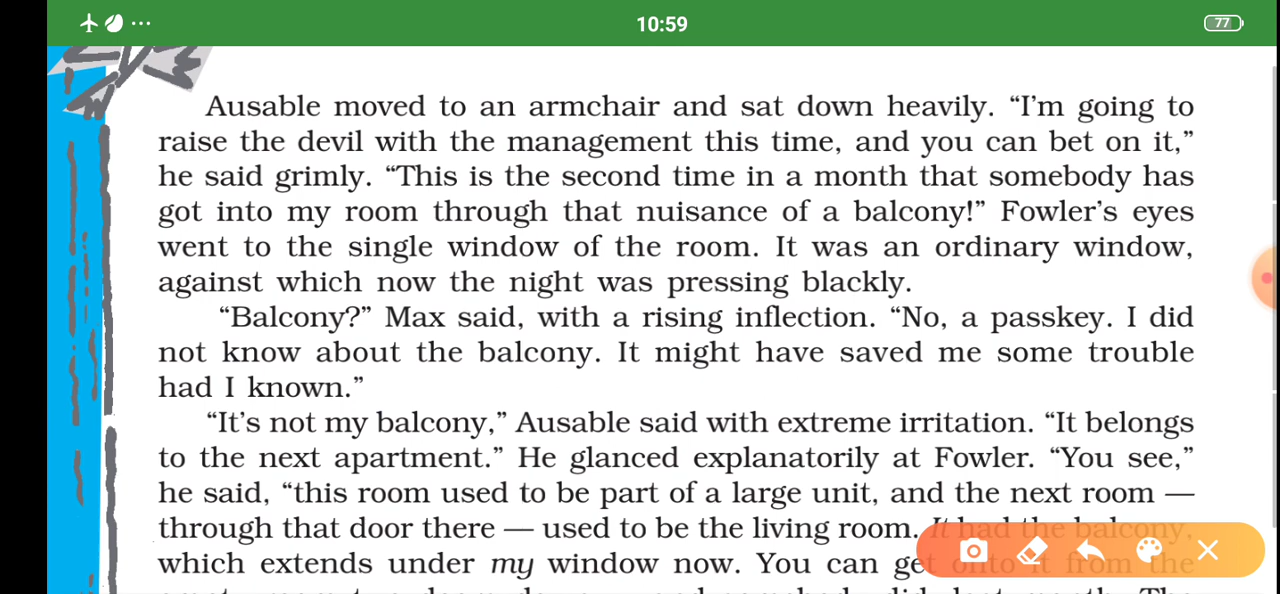 10:59
77
Ausable moved to an armchair and sat down heavily. “I’m going to
raise the devil with the management this time, and you can bet on it,”
he said grimly. “This is the second time in a month that somebody has
got into my room through that nuisance of a balcony!” Fowler’s eyes
went to the single window of the room. It was an ordinary window,
against which now the night was pressing blackly.
“Balcony?” Max said, with a rising inflection. “No, a passkey. I did
not know about the balcony. It might have saved me some trouble
had I known.”
“It’s not my balcony,” Ausable said with extreme irritation. “It belongs
to the next apartment.” He glanced explanatorily at Fowler. “You see,”
he said, “this room used to be part of a large unit, and the next room —
through that door there — used to be the living room. It had the balcony,
which extends under my window now. You can get onto it from the